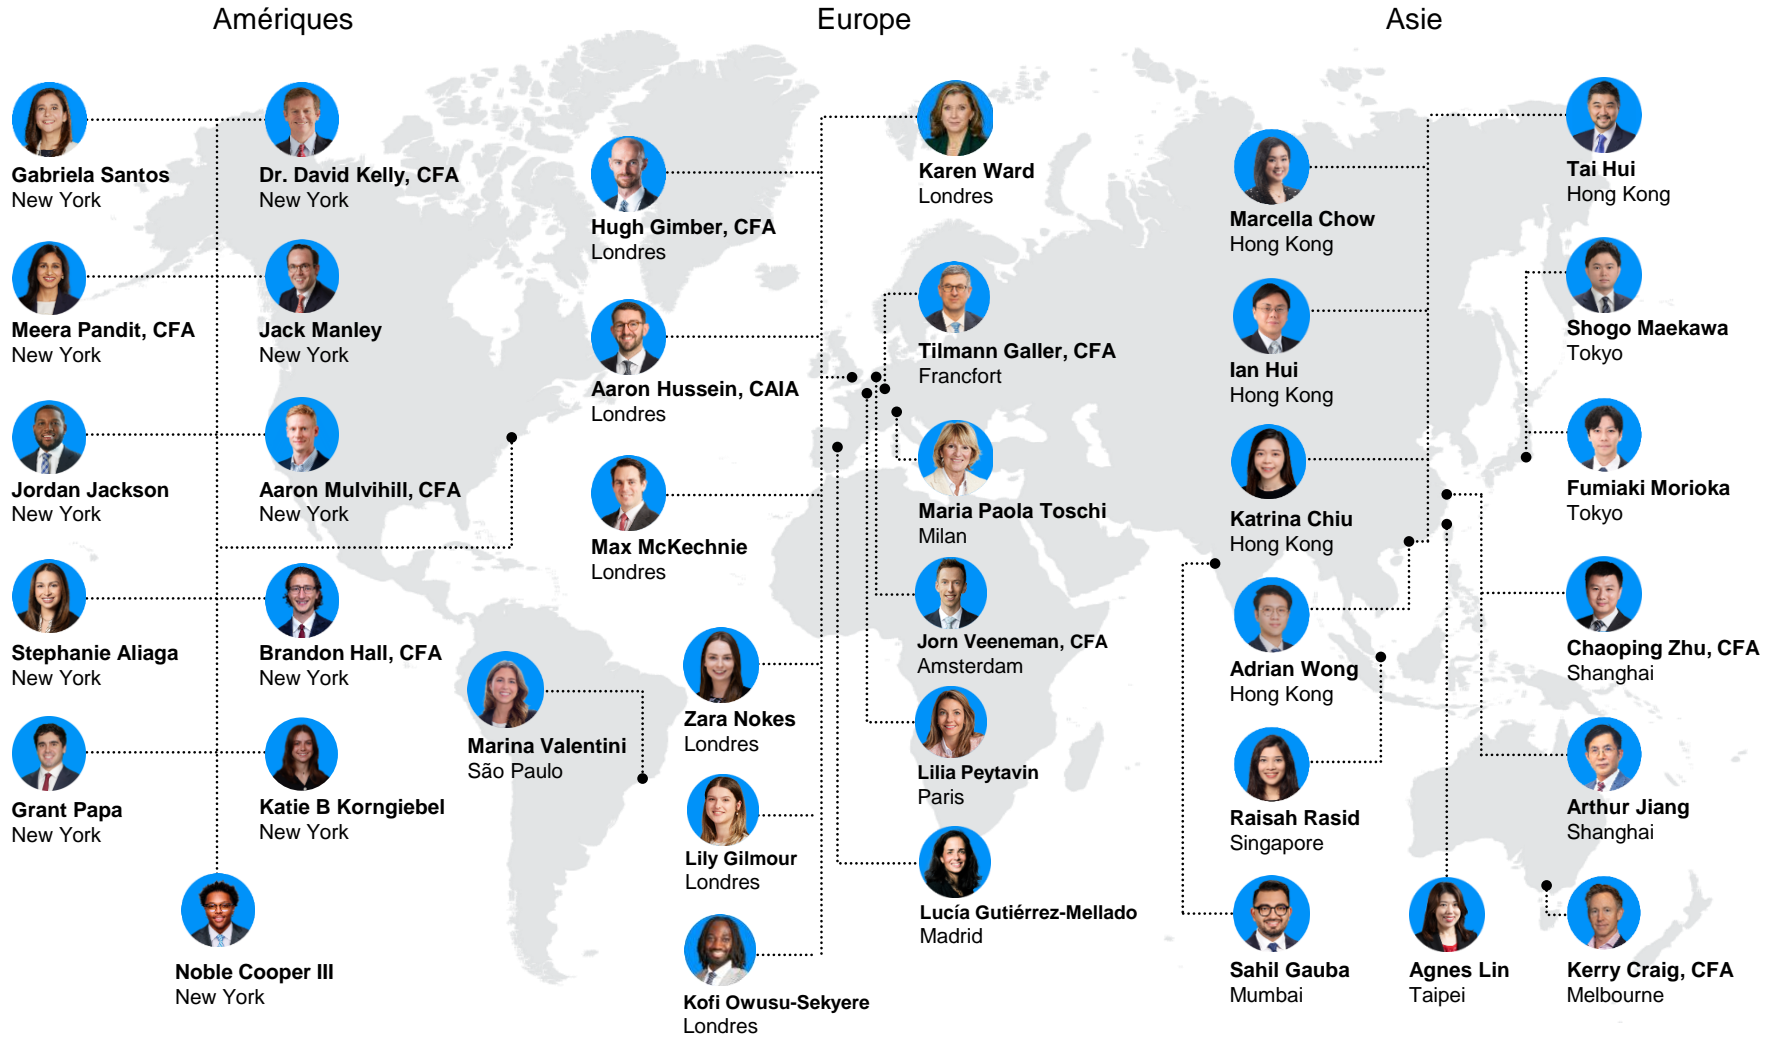 Amériques
Gabriela Santos
New York
Dr. David Kelly, CFA
New York
Meera Pandit, CFA
New York
Jack Manley
New York
Jordan Jackson
New York
Aaron Mulvihill, CFA
New York
Stephanie Aliaga
New York
Brandon Hall, CFA
New York
Grant Papa
New York
Katie B Korngiebel
New York
Noble Cooper III
New York
Marina Valentini
São Paulo
Europe
Hugh Gimber, CFA
Londres
Aaron Hussein, CAIA
Londres
Max McKechnie
Londres
Zara Nokes
Londres
Lily Gilmour
Londres
Kofi Owusu-Sekyere
Londres
Karen Ward
Londres
Tilmann Galler, CFA
Francfort
Maria Paola Toschi
Milan
Jorn Veeneman, CFA
Amsterdam
Lilia Peytavin
Paris
Lucía Gutiérrez-Mellado
Madrid
Asie
Marcella Chow
Hong Kong
Ian Hui
Hong Kong
Katrina Chiu
Hong Kong
Adrian Wong
Hong Kong
Raisah Rasid
Singapore
Sahil Gauba
Mumbai
Agnes Lin
Taipei
Tai Hui
Hong Kong
Shogo Maekawa
Tokyo
Fumiaki Morioka
Tokyo
Chaoping Zhu, CFA
Shanghai
Arthur Jiang
Shanghai
Kerry Craig, CFA
Melbourne